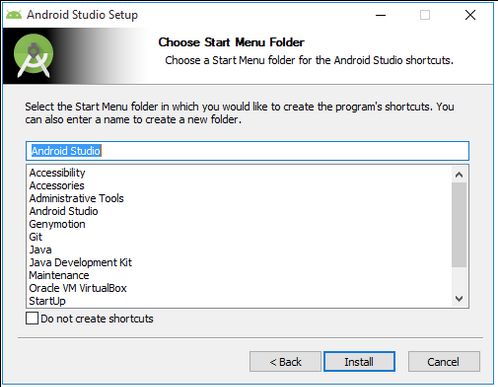 Android Studio Setup
Choose Start Menu Folder
Choose a Start Menu folder for the Android Studio shortcuts.
Select the Start Menu folder in which you would like to create the program's shortcuts. You
can also enter a name to create a new folder.
Android Studio
Accessibility
Accessories
Administrative Tools
Android Studio
Genymotion
Git
Java
Java Development Kit
Maintenance
Oracle VM VirtualBox
StartUp
Do not create shortcuts
< Back Install Cancel